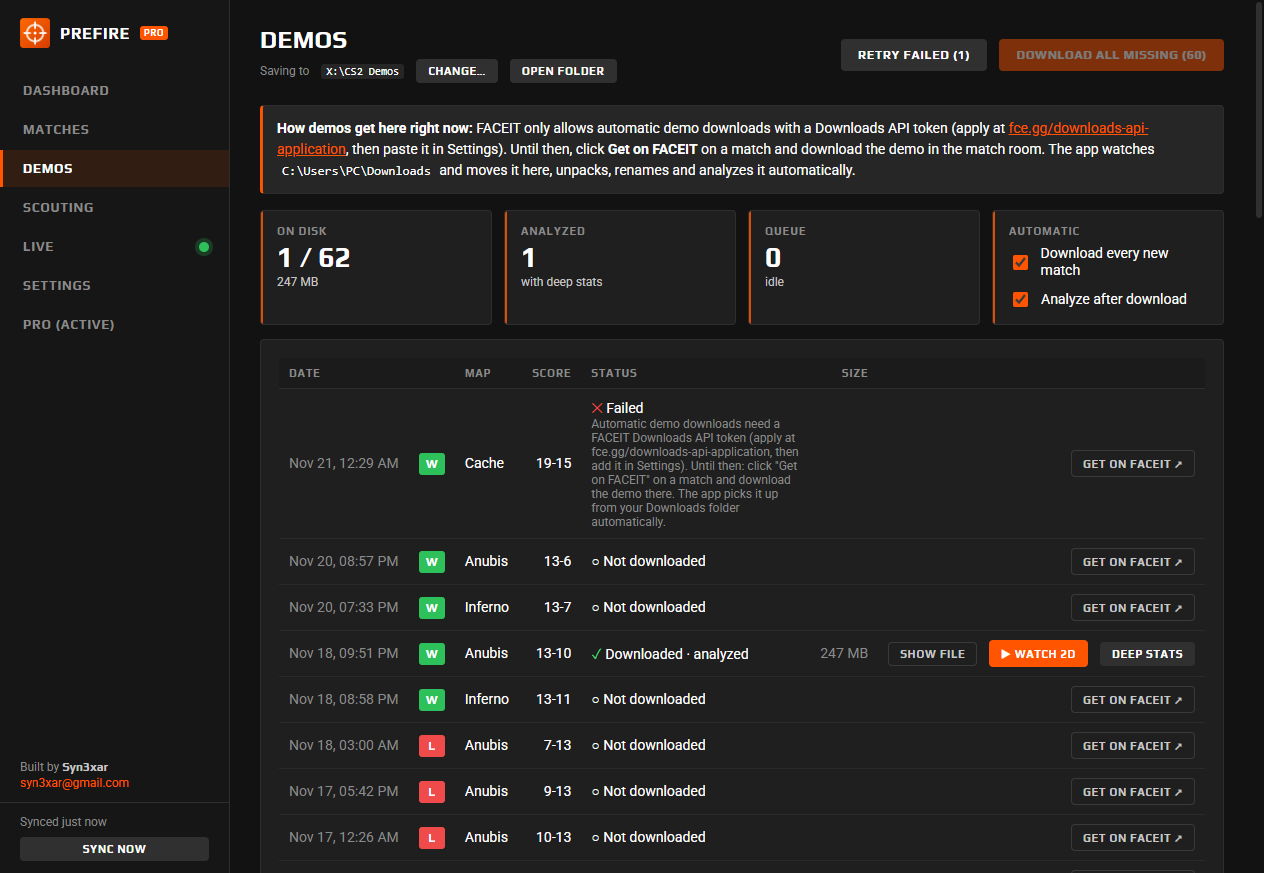 PREFIRE PRO
DASHBOARD
MATCHES
DEMOS
SCOUTING
LIVE
SETTINGS
PRO (ACTIVE)
Built by Syn3xar
syn3xar@gmail.com
Synced just now
SYNC NOW
DEMOS
Saving to X:\CS2 Demos CHANGE... OPEN FOLDER
RETRY FAILED (1) DOWNLOAD ALL MISSING (60)
How demos get here right now: FACEIT only allows automatic demo downloads with a Downloads API token (apply at fce.gg/downloads-api-
application, then paste it in Settings). Until then, click Get on FACEIT on a match and download the demo in the match room. The app watches
C:\Users\PC\Downloads and moves it here, unpacks, renames and analyzes it automatically.
ON DISK
1 / 62
247 MB
ANALYZED
1
with deep stats
QUEUE
0
idle
AUTOMATIC
Download every new
match
Analyze after download
DATE MAP SCORE STATUS SIZE
Nov 21, 12:29 AM W Cache 19-15
✕ Failed
Automatic demo downloads need a
FACEIT Downloads API token (apply at
fce.gg/downloads-api-application, then
add it in Settings). Until then: click "Get
on FACEIT" on a match and download
the demo there. The app picks it up
from your Downloads folder
automatically.
GET ON FACEIT ↗
Nov 20, 08:57 PM W Anubis 13-6 ○ Not downloaded GET ON FACEIT ↗
Nov 20, 07:33 PM W Inferno 13-7 ○ Not downloaded GET ON FACEIT ↗
Nov 18, 09:51 PM W Anubis 13-10 ✓ Downloaded · analyzed 247 MB SHOW FILE ▶ WATCH 2D DEEP STATS
Nov 18, 08:58 PM W Inferno 13-11 ○ Not downloaded GET ON FACEIT ↗
Nov 18, 03:00 AM L Anubis 7-13 ○ Not downloaded GET ON FACEIT ↗
Nov 17, 05:42 PM L Anubis 9-13 ○ Not downloaded GET ON FACEIT ↗
Nov 17, 12:26 AM L Anubis 10-13 ○ Not downloaded GET ON FACEIT ↗